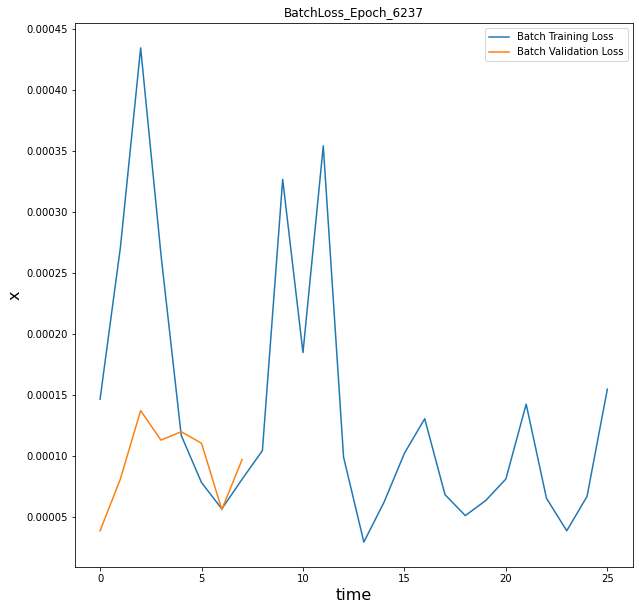 BatchLoss_Epoch_6237
Batch Training Loss
Batch Validation Loss
0.00045
0.00040
0.00035
0.00030
0.00025
0.00020
0.00015
0.00010
0.00005
x
0 5 10 15 20 25
time